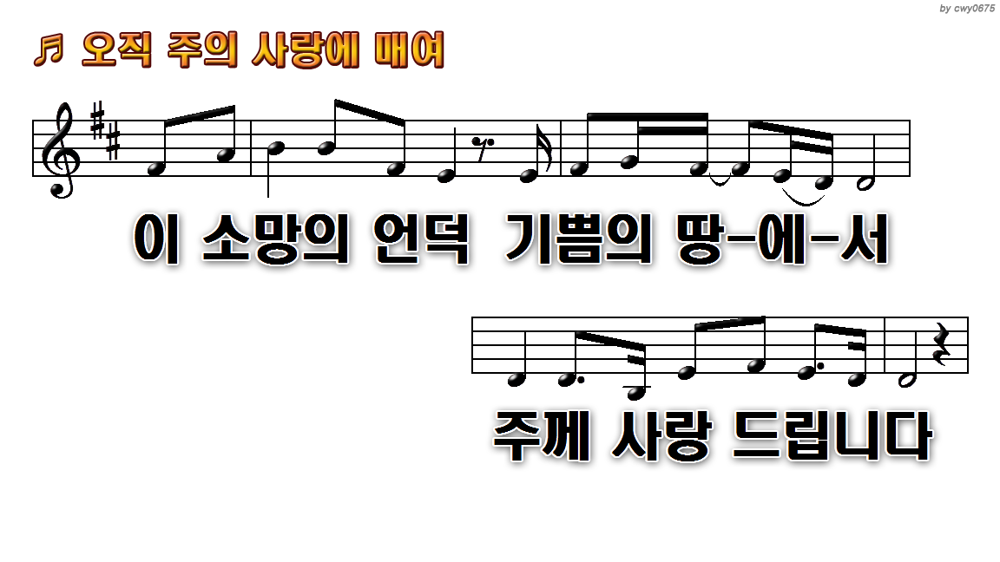 by cwy0675
♬ 오직 주의 사랑에 매여
이 소망의 언덕 기쁨의 땅-에-서
주께 사랑 드립니다